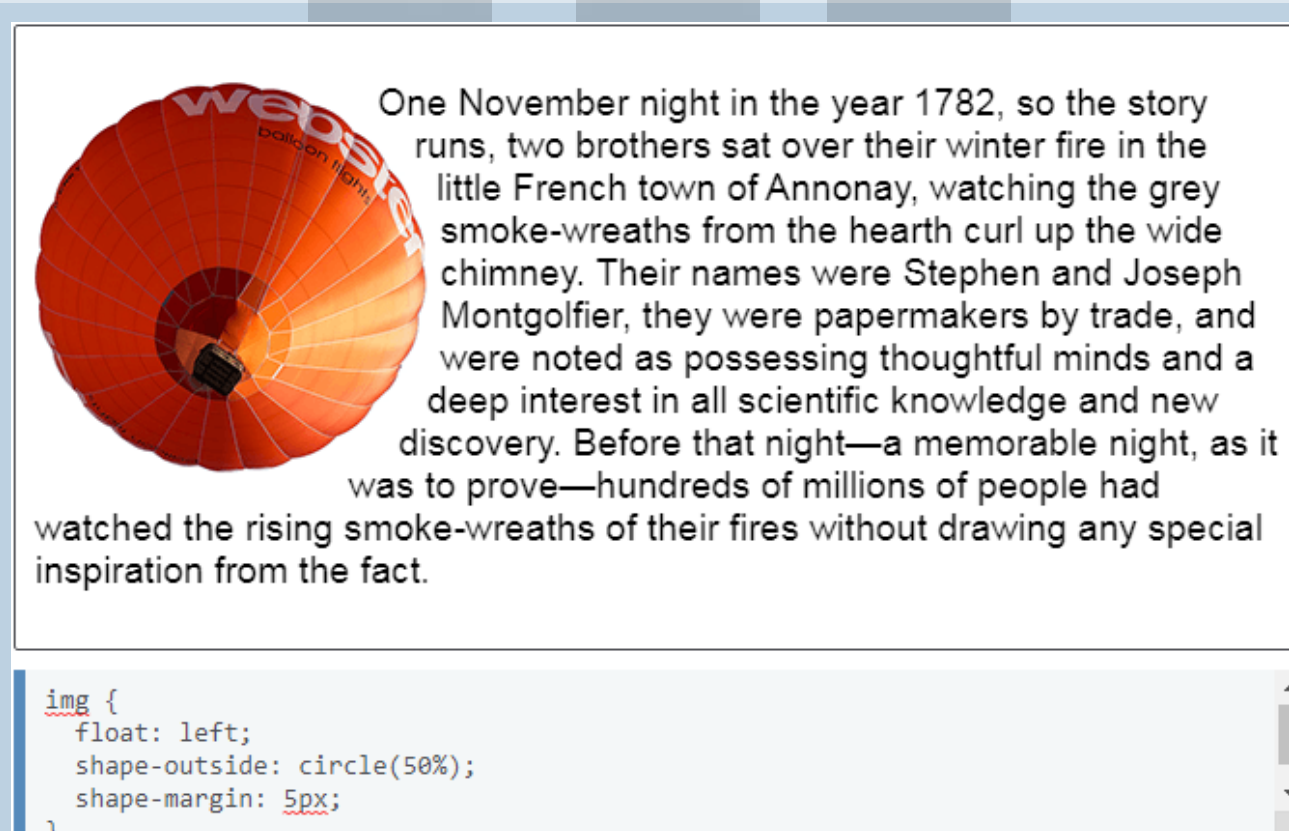 webster
balloon flights
One November night in the year 1782, so the story
runs, two brothers sat over their winter fire in the
little French town of Annonay, watching the grey
smoke-wreaths from the hearth curl up the wide
chimney. Their names were Stephen and Joseph
Montgolfier, they were papermakers by trade, and
were noted as possessing thoughtful minds and a
deep interest in all scientific knowledge and new
discovery. Before that night—a memorable night, as it
was to prove—hundreds of millions of people had
watched the rising smoke-wreaths of their fires without drawing any special
inspiration from the fact.
img {
float: left;
shape-outside: circle(50%);
shape-margin: 5px;
}